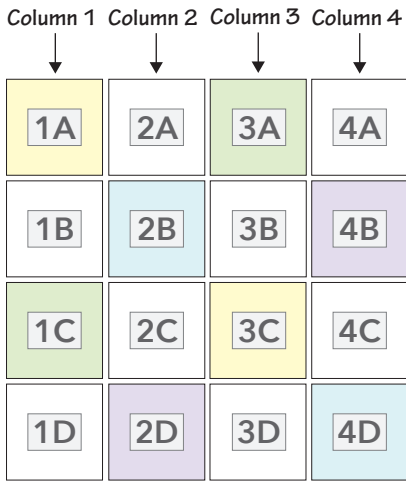 Column 1 Column 2 Column 3 Column 4
1A 2A 3A 4A
1B 2B 3B 4B
1C 2C 3C 4C
1D 2D 3D 4D